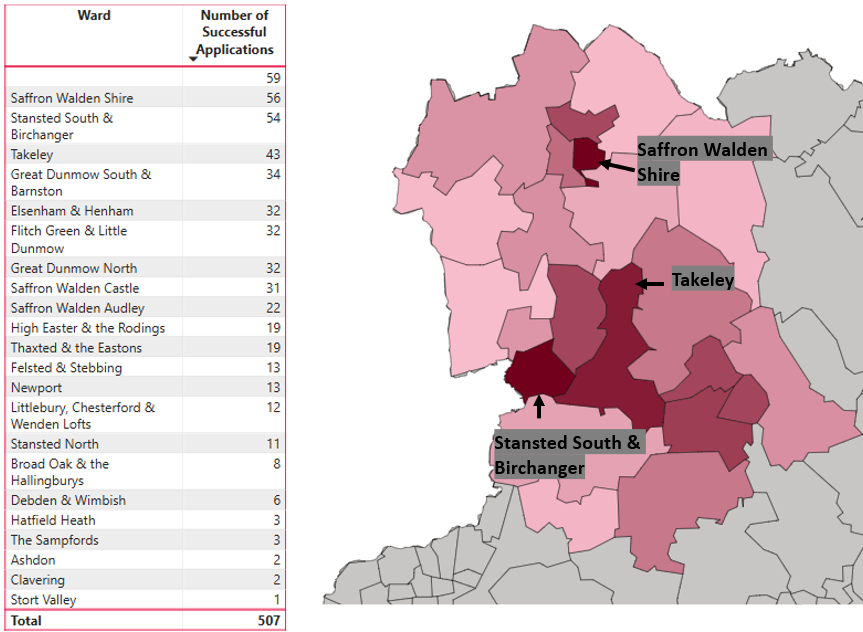 Ward Number of
Successful
Applications
59
Saffron Walden Shire 56
Stansted South & 54
Birchanger
Takeley 43
Great Dunmow South & 34
Barnston
Elsenham & Henham 32
Flitch Green & Little 32
Dunmow
Great Dunmow North 32
Saffron Walden Castle 31
Saffron Walden Audley 22
High Easter & the Rodings 19
Thaxted & the Eastons 19
Felsted & Stebbing 13
Newport 13
Littlebury, Chesterford & 12
Wenden Lofts
Stansted North 11
Broad Oak & the 8
Hallingburys
Debden & Wimbish 6
Hatfield Heath 3
The Sampfords 3
Ashdon 2
Clavering 2
Stort Valley 1
Total 507
Saffron Walden
Shire
Takeley
Stansted South &
Birchanger